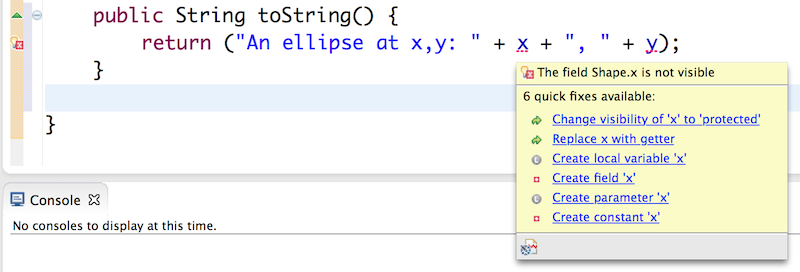 public String toString() {
return ("An ellipse at x,y: " + x + ", " + y);
}
}
The field Shape.x is not visible
6 quick fixes available:
Change visibility of 'x' to 'protected'
Replace x with getter
Create local variable 'x'
Create field 'x'
Create parameter 'x'
Create constant 'x'
Console
No consoles to display at this time.